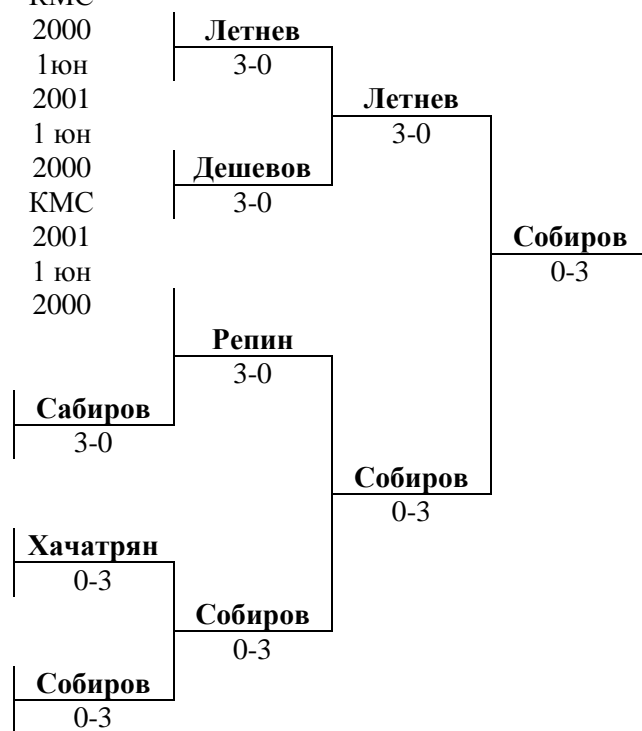 КМС
2000
Летнев
1юн
3-0
2001
Летнев
1 юн
3-0
2000
Дешевов
КМС
3-0
2001
Собиров
1 юн
0-3
2000
Репин
3-0
Сабиров
3-0
Собиров
0-3
Хачатрян
0-3
Собиров
0-3
Собиров
0-3